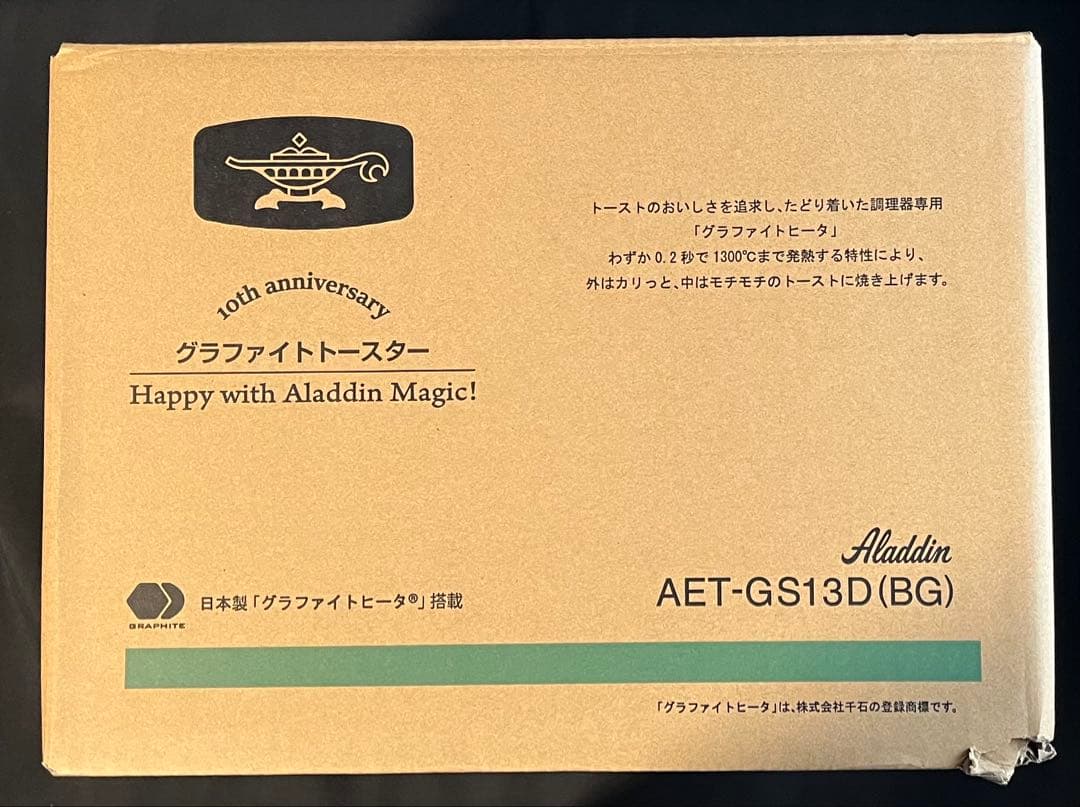 10th anniversary
グラファイトトースター
Happy with Aladdin Magic!
トーストのおいしさを追求し、たどり着いた調理器専用
「グラファイトヒータ」
わずか0.2秒で1300℃まで発熱する特性により、
外はカリっと、中はモチモチのトーストに焼き上げます。
Aladdin
AET-GS13D(BG)
GRAPHITE
日本製「グラファイトヒータ®」搭載
「グラファイトヒータ」は、株式会社千石の登録商標です。